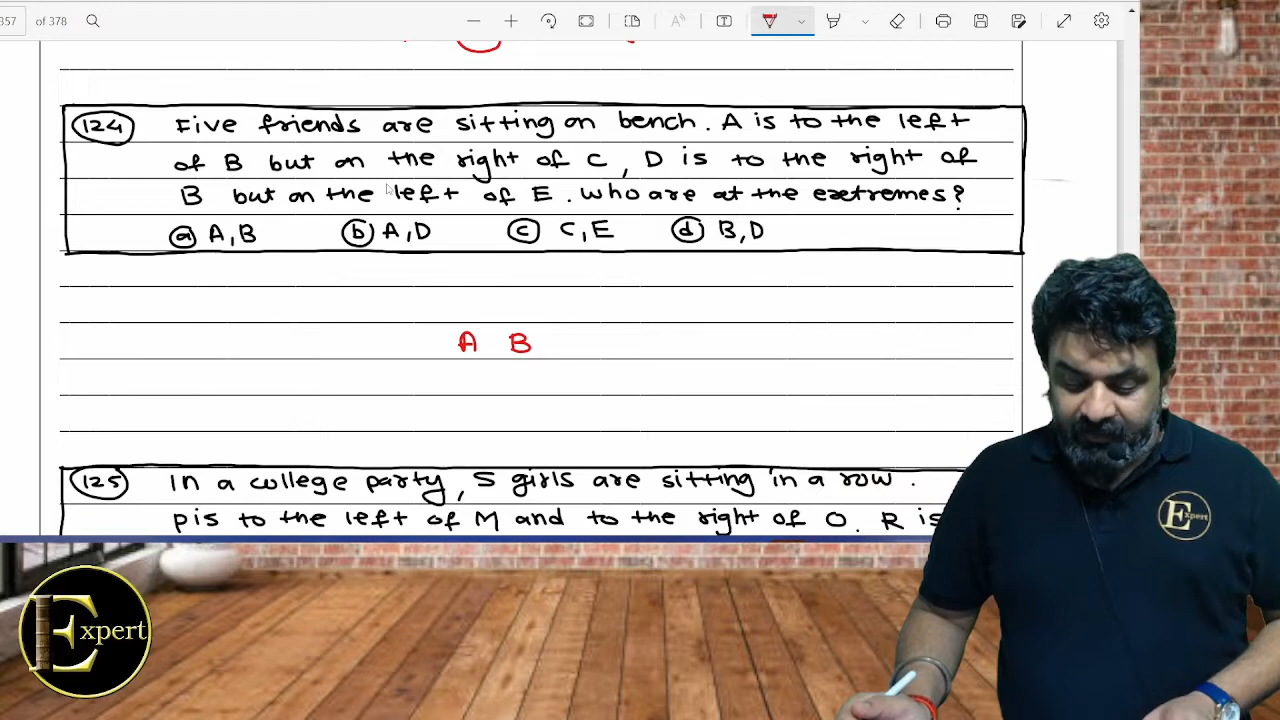 357 of 378
124 Five friends are sitting on bench. A is to the left
of B but on the right of C, D is to the right of
B but on the left of E. Who are at the extremes?
a A,B b A,D c C,E d B,D
A B
125 In a college party, 5 girls are sitting in a row.
P is to the left of M and to the right of O. R is
Expert
Expert